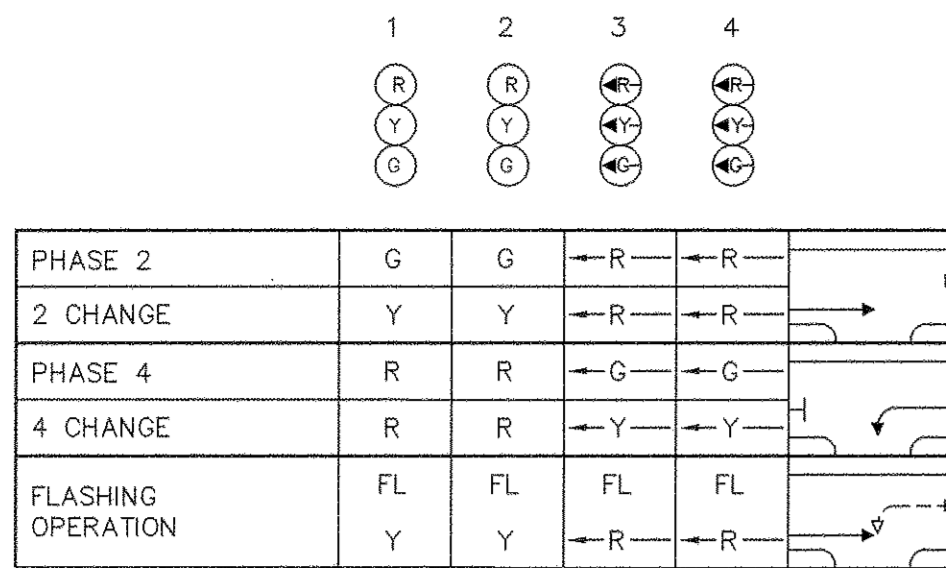 1 2 3 4
R R R R
Y Y Y Y
G G G G
PHASE 2 G G R R
2 CHANGE Y Y R R
PHASE 4 R R G G
4 CHANGE R R Y Y
FLASHING OPERATION FL FL FL FL
Y Y R R